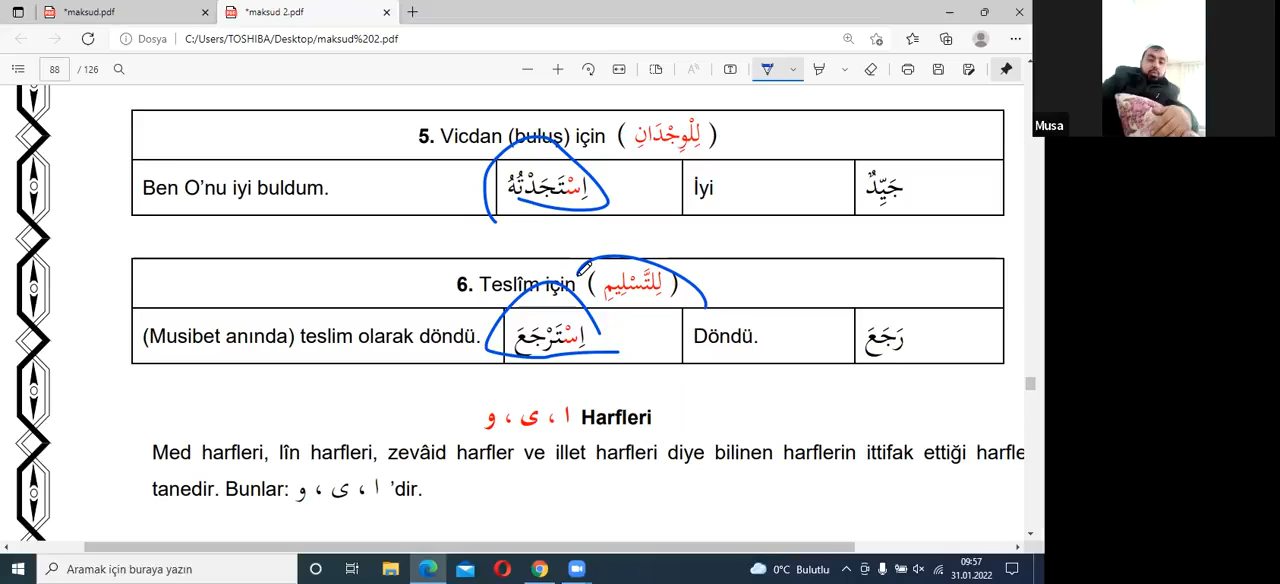 *maksud.pdf
*maksud 2.pdf
Dosya C:/Users/TOSHIBA/Desktop/maksud%202.pdf
88 / 126
Musa
5. Vicdan (buluş) için ( لِلْوِجْدَانِ )
Ben O’nu iyi buldum. اِسْتَجَدْتُهُ İyi جَيِّدٌ
6. Teslîm için ( لِلتَّسْلِيمِ )
(Musibet anında) teslim olarak döndü. اِسْتَرْجَعَ Döndü. رَجَعَ
ا ، ى ، و Harfleri
Med harfleri, lîn harfleri, zevâid harfler ve illet harfleri diye bilinen harflerin ittifak ettiği harfle
tanedir. Bunlar: ا ، ى ، و ’dir.
Aramak için buraya yazın
0°C Bulutlu
09:57
31.01.2022